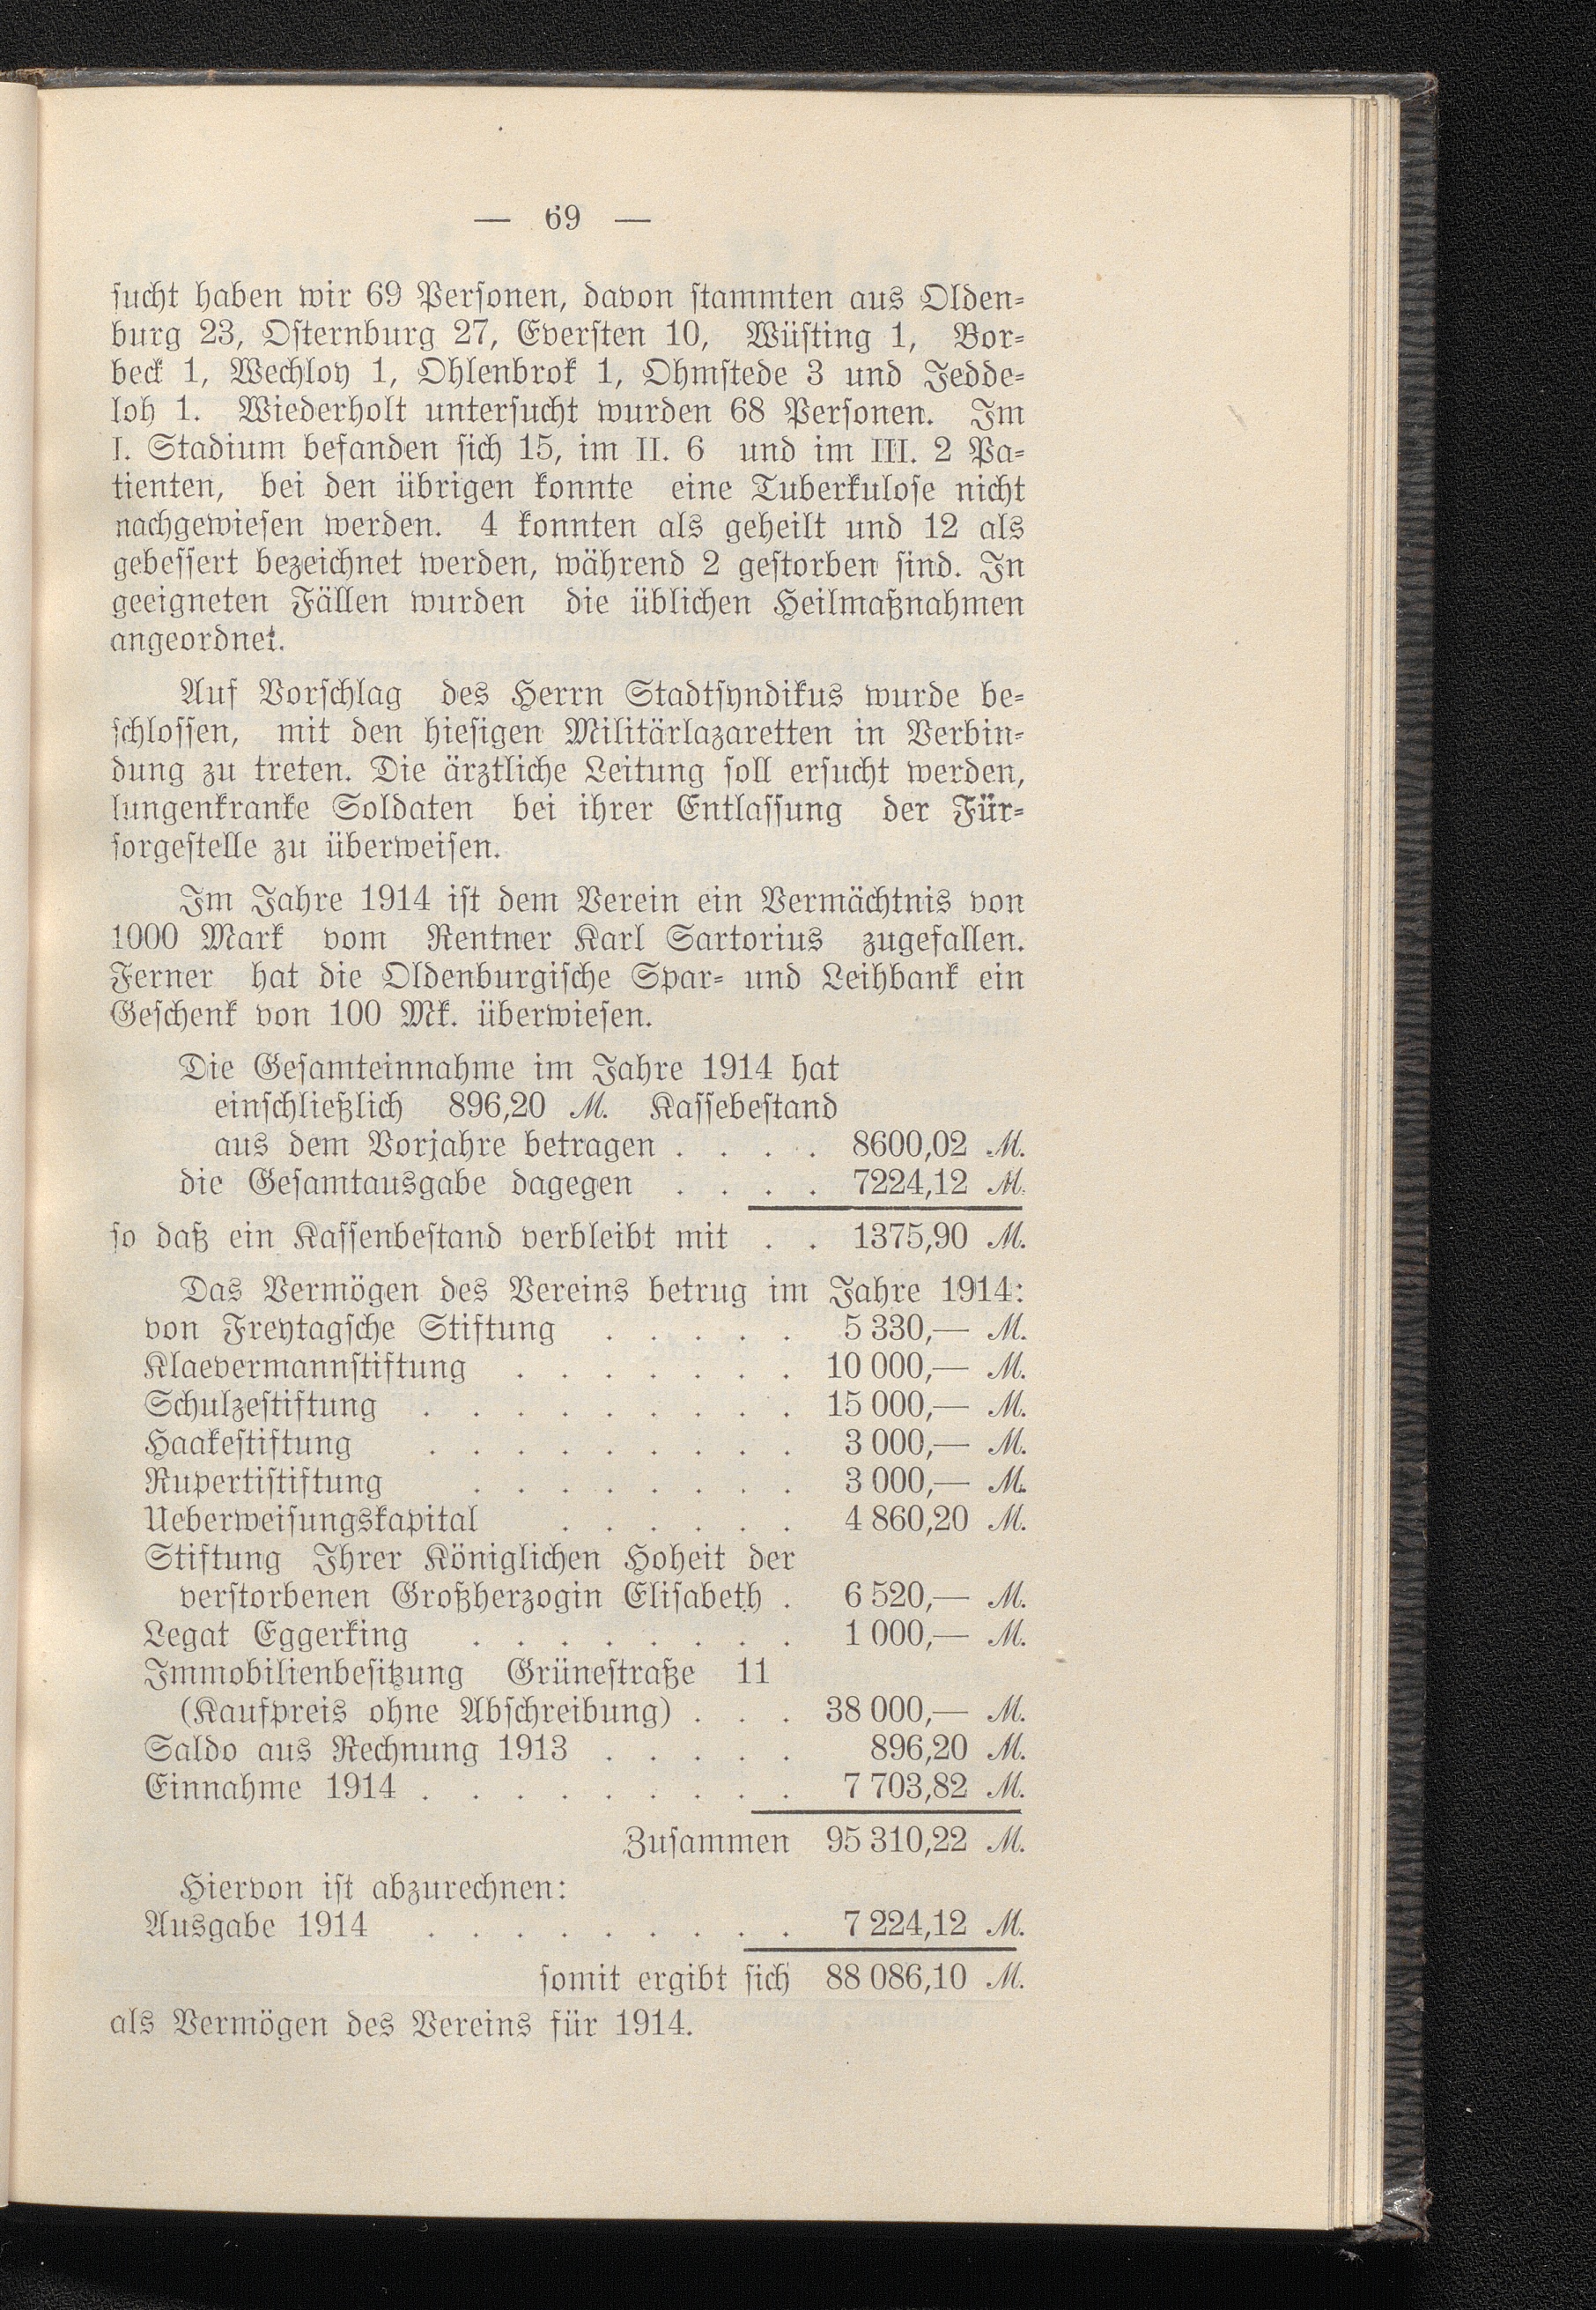 — 69 —
sucht haben wir 69 Personen, davon stammten aus Olden-
burg 23, Osternburg 27, Eversten 10, Wüsting 1, Bor-
beck 1, Wechloy 1, Ohlenbrok 1, Ohmstede 3 und Jedde-
loh 1. Wiederholt untersucht wurden 68 Personen. Im
I. Stadium befanden sich 15, im II. 6 und im III. 2 Pa-
tienten, bei den übrigen konnte eine Tuberkulose nicht
nachgewiesen werden. 4 konnten als geheilt und 12 als
gebessert bezeichnet werden, während 2 gestorben sind. In
geeigneten Fällen wurden die üblichen Heilmaßnahmen
angeordnet.
Auf Vorschlag des Herrn Stadtsyndikus wurde be-
schlossen, mit den hiesigen Militärlazaretten in Verbin-
dung zu treten. Die ärztliche Leitung soll ersucht werden,
lungenkranke Soldaten bei ihrer Entlassung der Für-
sorgestelle zu überweisen.
Im Jahre 1914 ist dem Verein ein Vermächtnis von
1000 Mark vom Rentner Karl Sartorius zugefallen.
Ferner hat die Oldenburgische Spar- und Leihbank ein
Geschenk von 100 Mk. überwiesen.
Die Gesamteinnahme im Jahre 1914 hat
einschließlich 896,20 M. Kassebestand
aus dem Vorjahre betragen . . . . 8600,02 M.
die Gesamtausgabe dagegen . . . . 7224,12 M.
so daß ein Kassenbestand verbleibt mit . . 1375,90 M.
Das Vermögen des Vereins betrug im Jahre 1914:
von Freytagsche Stiftung . . . . . 5 330,— M.
Klaevermannstiftung . . . . . . . 10 000,— M.
Schulzestiftung . . . . . . . . . 15 000,— M.
Haakestiftung . . . . . . . . . 3 000,— M.
Rupertistiftung . . . . . . . . 3 000,— M.
Ueberweisungskapital . . . . . . 4 860,20 M.
Stiftung Ihrer Königlichen Hoheit der
verstorbenen Großherzogin Elisabeth . 6 520,— M.
Legat Eggerking . . . . . . . . 1 000,— M.
Immobilienbesitzung Grünestraße 11
(Kaufpreis ohne Abschreibung) . . . 38 000,— M.
Saldo aus Rechnung 1913 . . . . . 896,20 M.
Einnahme 1914 . . . . . . . . . 7 703,82 M.
Zusammen 95 310,22 M.
Hiervon ist abzurechnen:
Ausgabe 1914 . . . . . . . . . 7 224,12 M.
somit ergibt sich 88 086,10 M.
als Vermögen des Vereins für 1914.